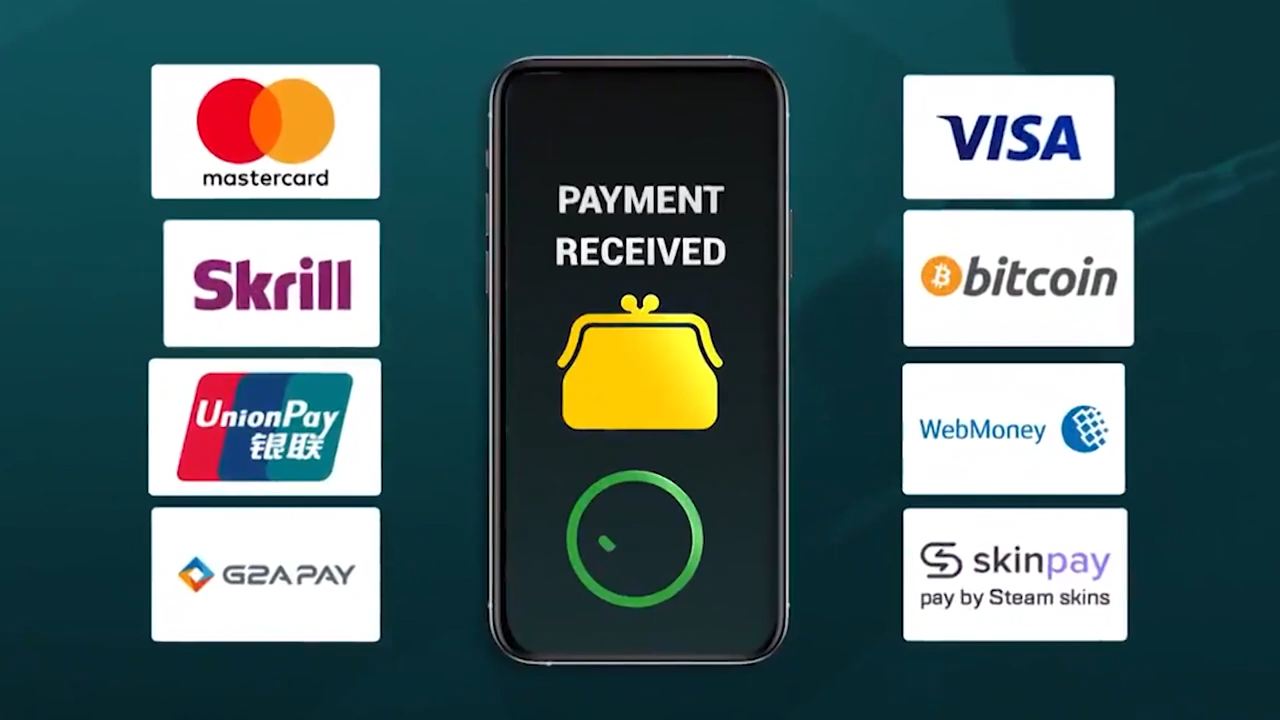 mastercard
Skrill
UnionPay
银联
G2A PAY
PAYMENT
RECEIVED
VISA
bitcoin
WebMoney
skinpay
pay by Steam skins